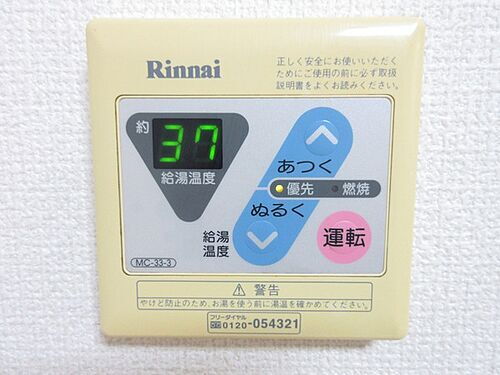 Rinnai
正しく安全にお使いいただく
ためにご使用の前に必ず取扱
説明書をよくお読みください。
約
37
給湯温度
あつく
優先 燃焼
ぬるく
給湯
温度
運転
MC-33-3
警告
やけど防止のため、お湯を使う前に湯温を確かめてください。
フリーダイヤル
0120-054321